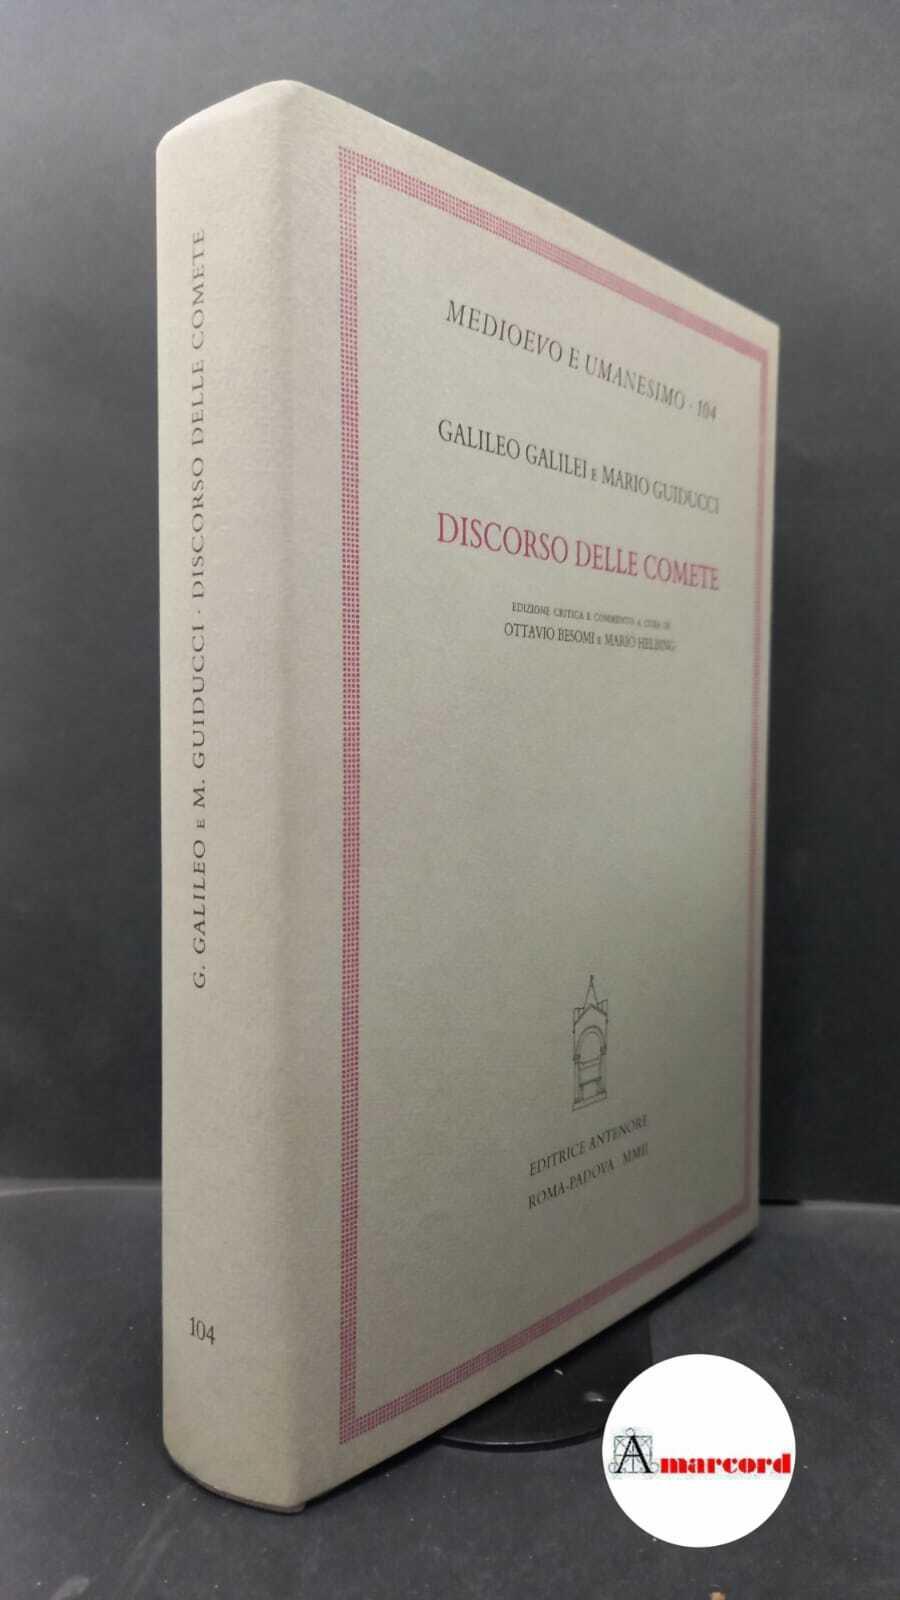 G. GALILEO E M. GUIDUCCI · DISCORSO DELLE COMETE
104
MEDIOEVO E UMANESIMO · 104
GALILEO GALILEI E MARIO GUIDUCCI
DISCORSO DELLE COMETE
EDIZIONE CRITICA E COMMENTO A CURA DI
OTTAVIO BESOMI E MARIO HELBING
EDITRICE ANTENORE
ROMA-PADOVA · MMII
Amarcord